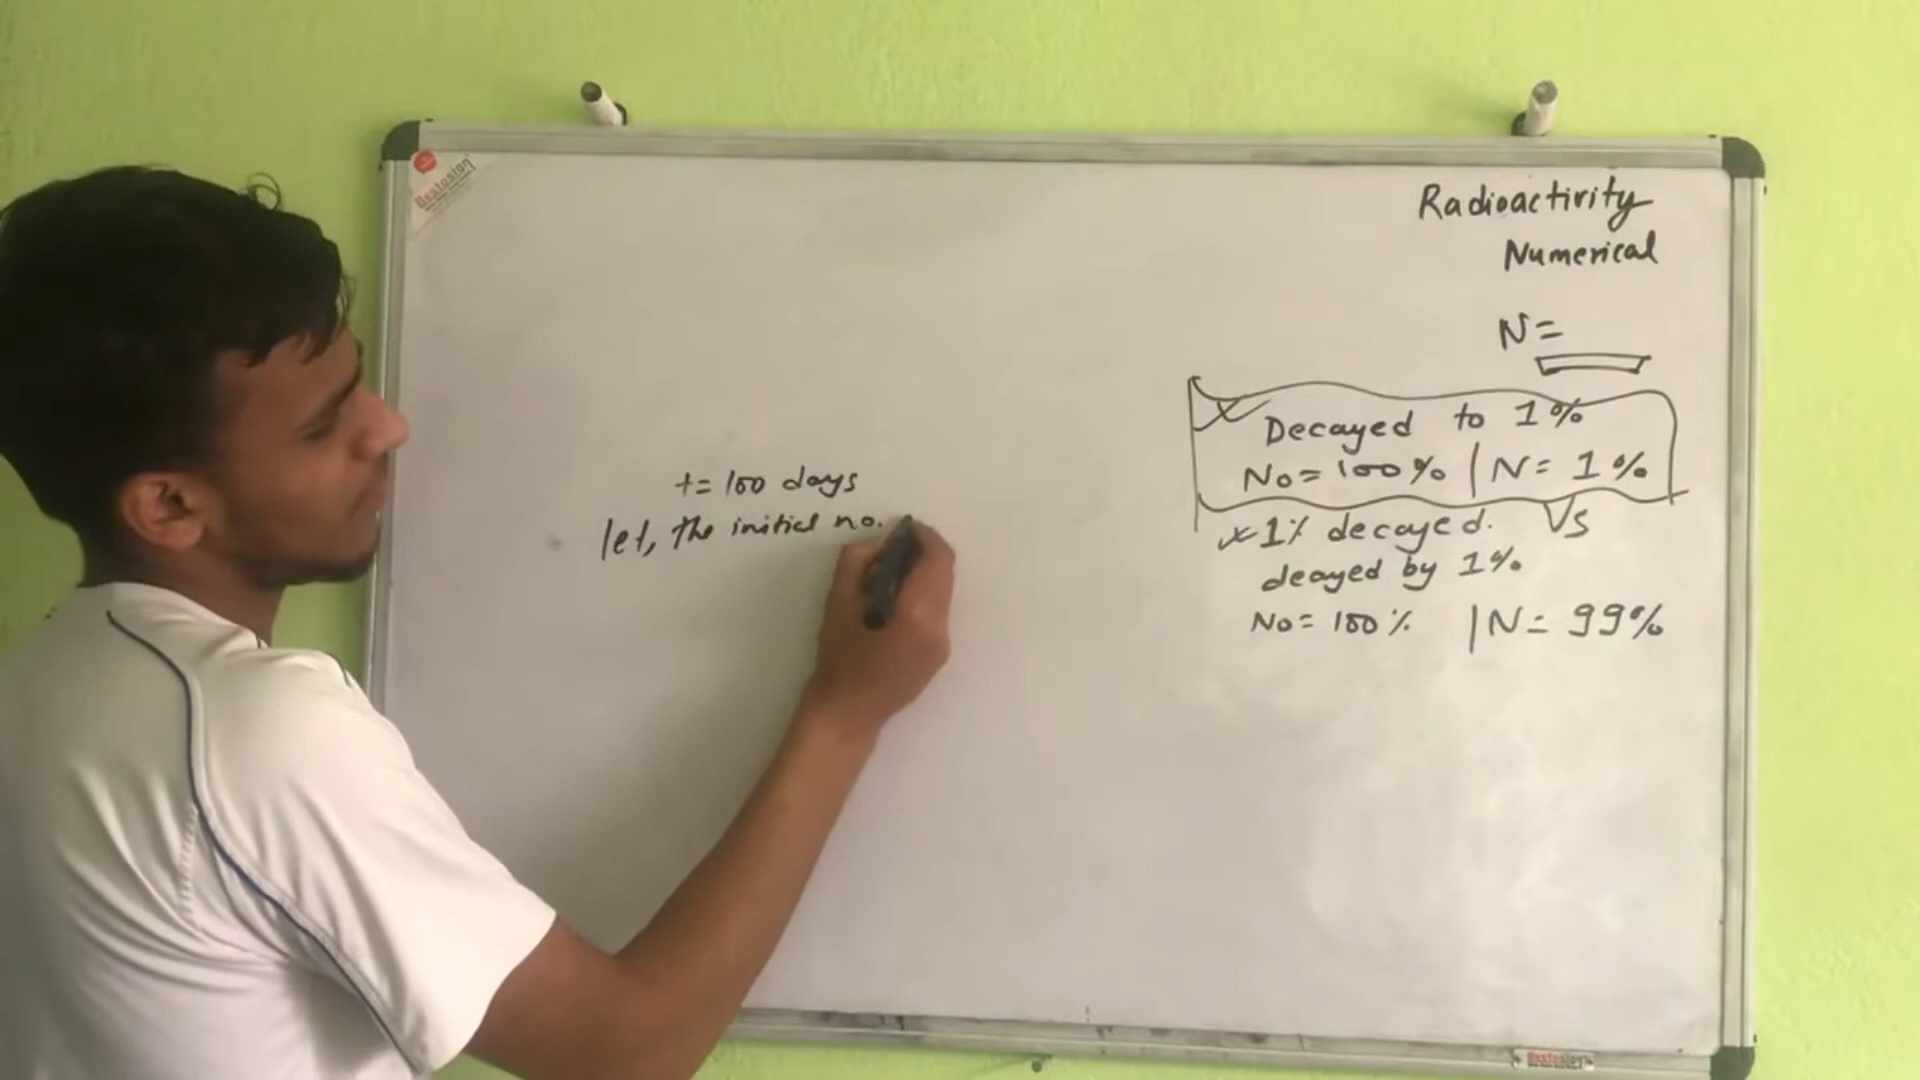 Radioactivity
Numerical
N=
Decayed to 1%
No = 100% | N = 1%
Vs
1% decayed.
deayed by 1%
No = 100% | N = 99%
t = 100 days
let, the initial no.